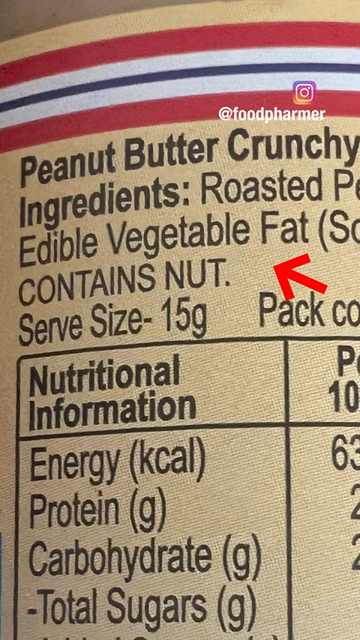 @foodpharmer
Peanut Butter Crunchy
Ingredients: Roasted
Edible Vegetable Fat
CONTAINS NUT.
Serve Size- 15g Pack
Nutritional
Information
Energy (kcal)
Protein (g)
Carbohydrate (g)
-Total Sugars (g)